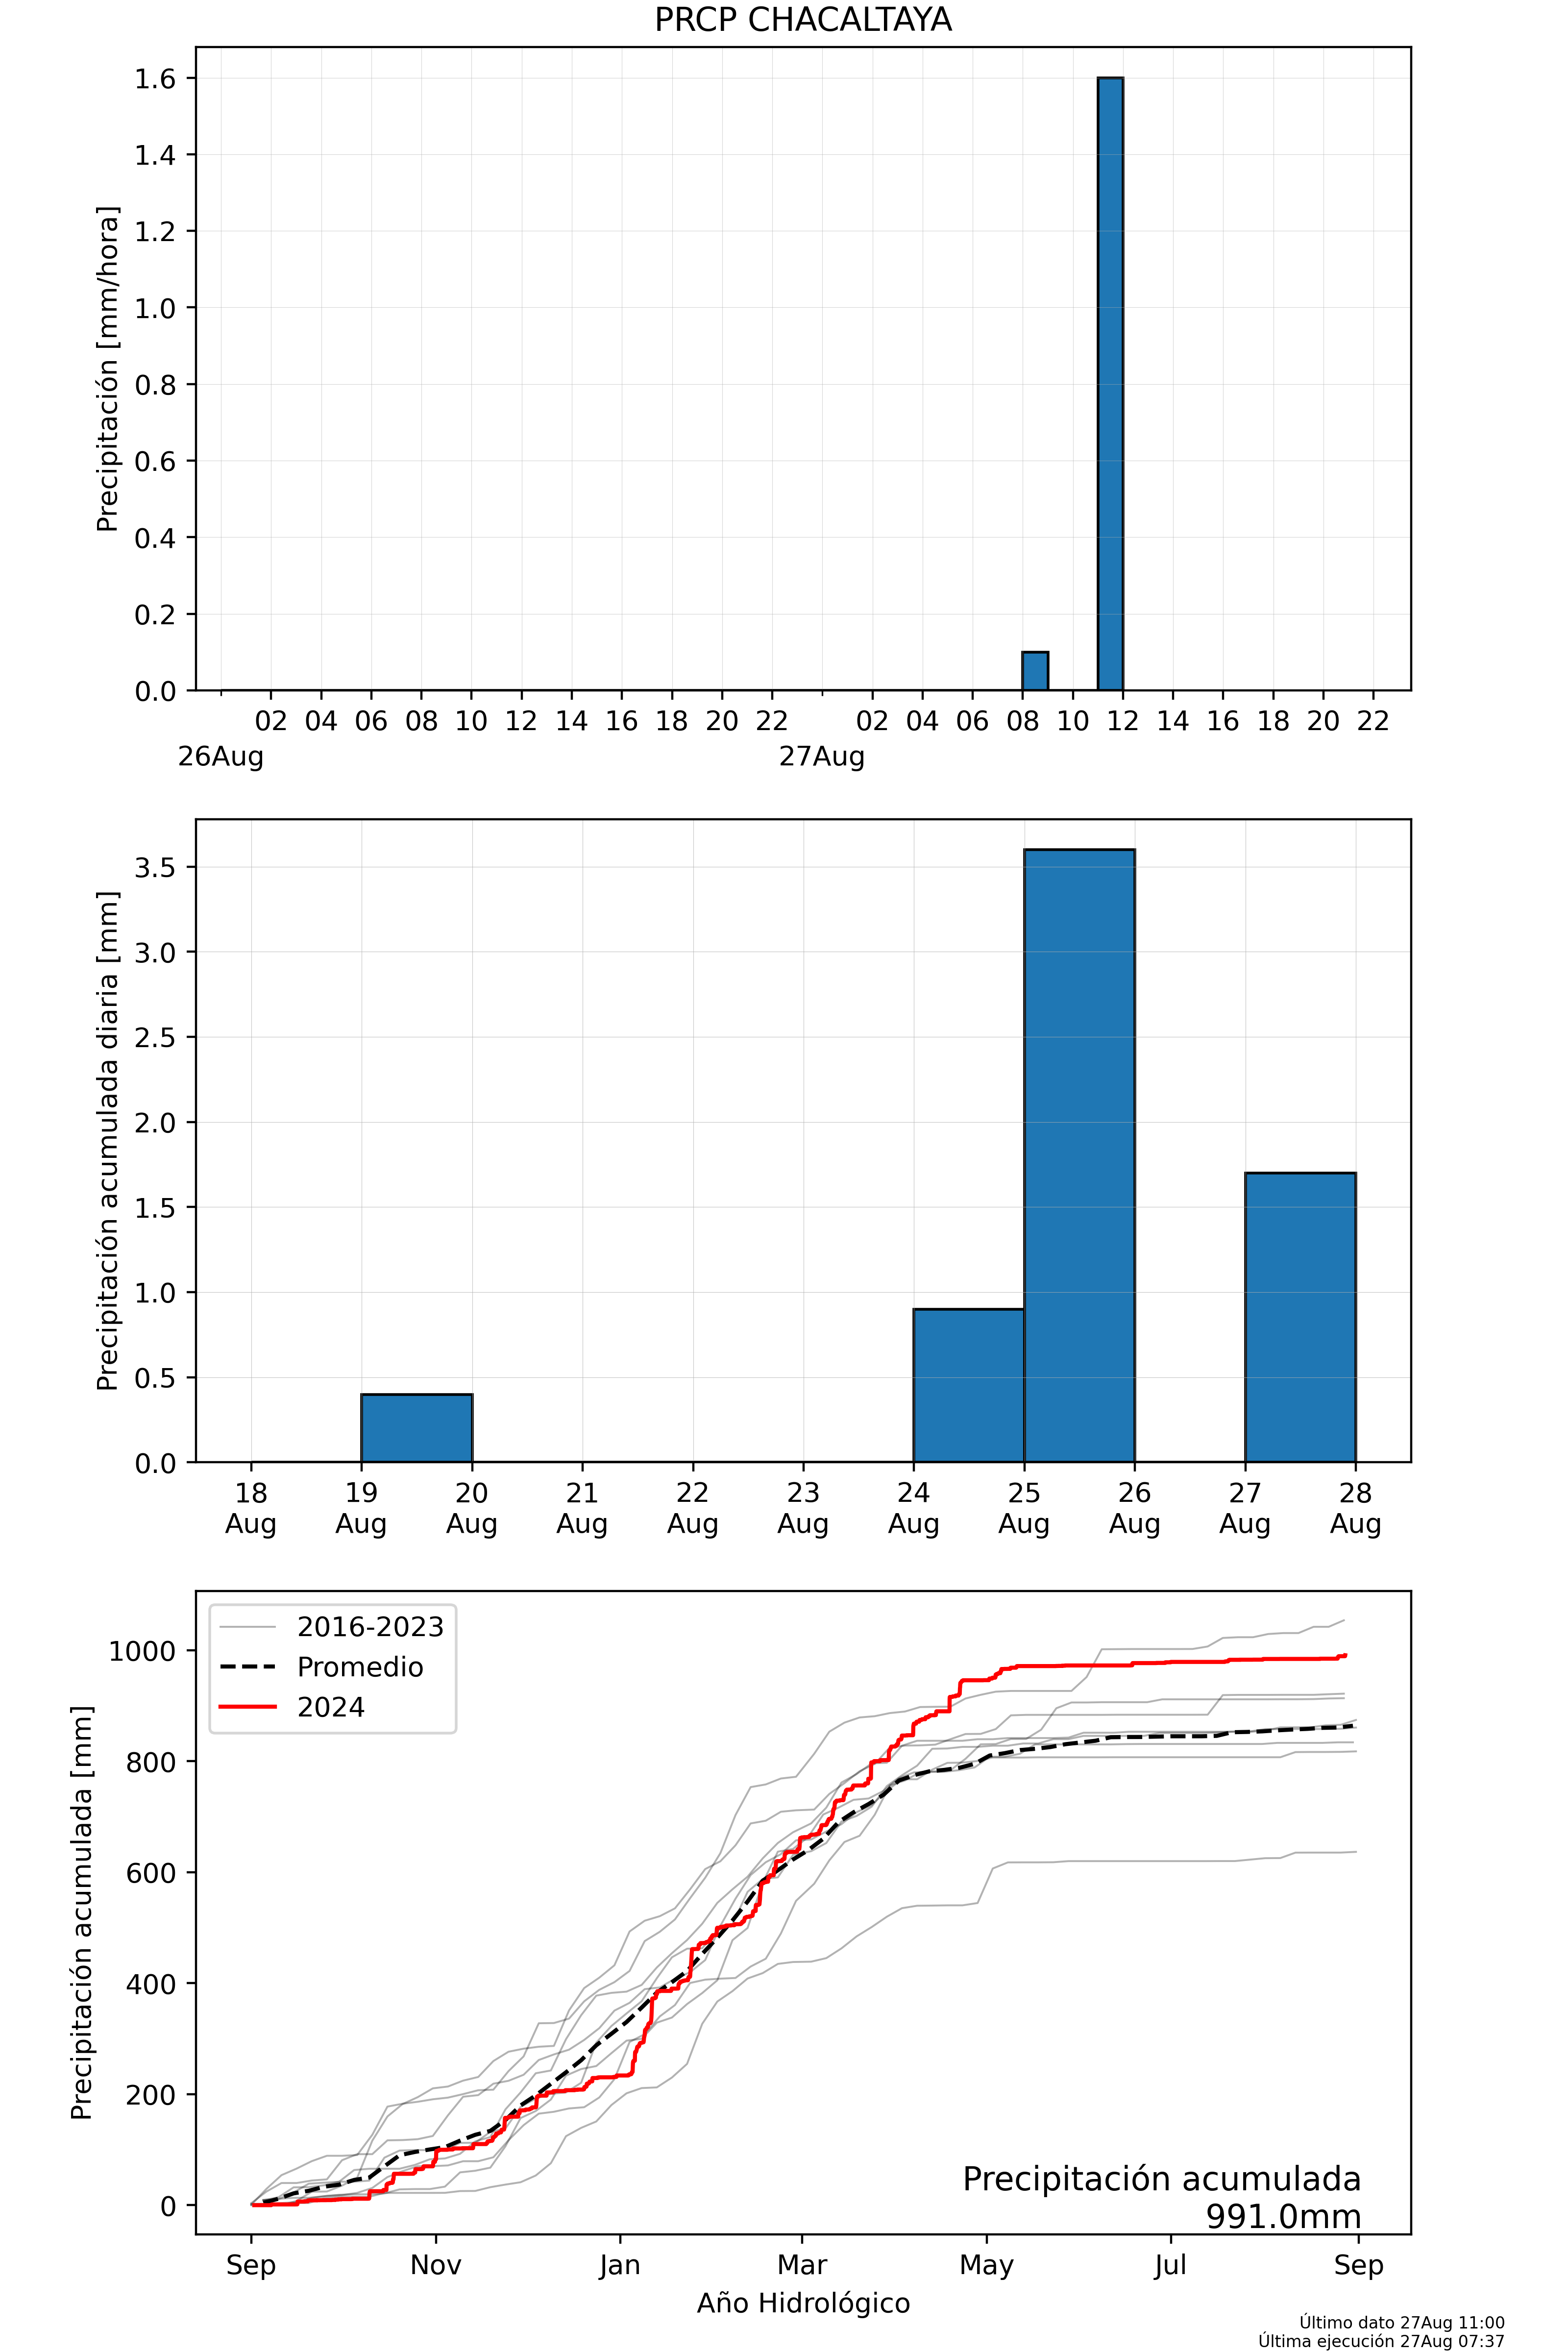 PRCP CHACALTAYA
Precipitación [mm/hora]
1.6
1.4
1.2
1.0
0.8
0.6
0.4
0.2
0.0
02 04 06 08 10 12 14 16 18 20 22 02 04 06 08 10 12 14 16 18 20 22
26Aug 27Aug
Precipitación acumulada diaria [mm]
3.5
3.0
2.5
2.0
1.5
1.0
0.5
0.0
18 19 20 21 22 23 24 25 26 27 28
Aug Aug Aug Aug Aug Aug Aug Aug Aug Aug Aug
Precipitación acumulada [mm]
1000
800
600
400
200
0
2016-2023
Promedio
2024
Precipitación acumulada
991.0mm
Sep Nov Jan Mar May Jul Sep
Año Hidrológico
Último dato 27Aug 11:00
Última ejecución 27Aug 07:37